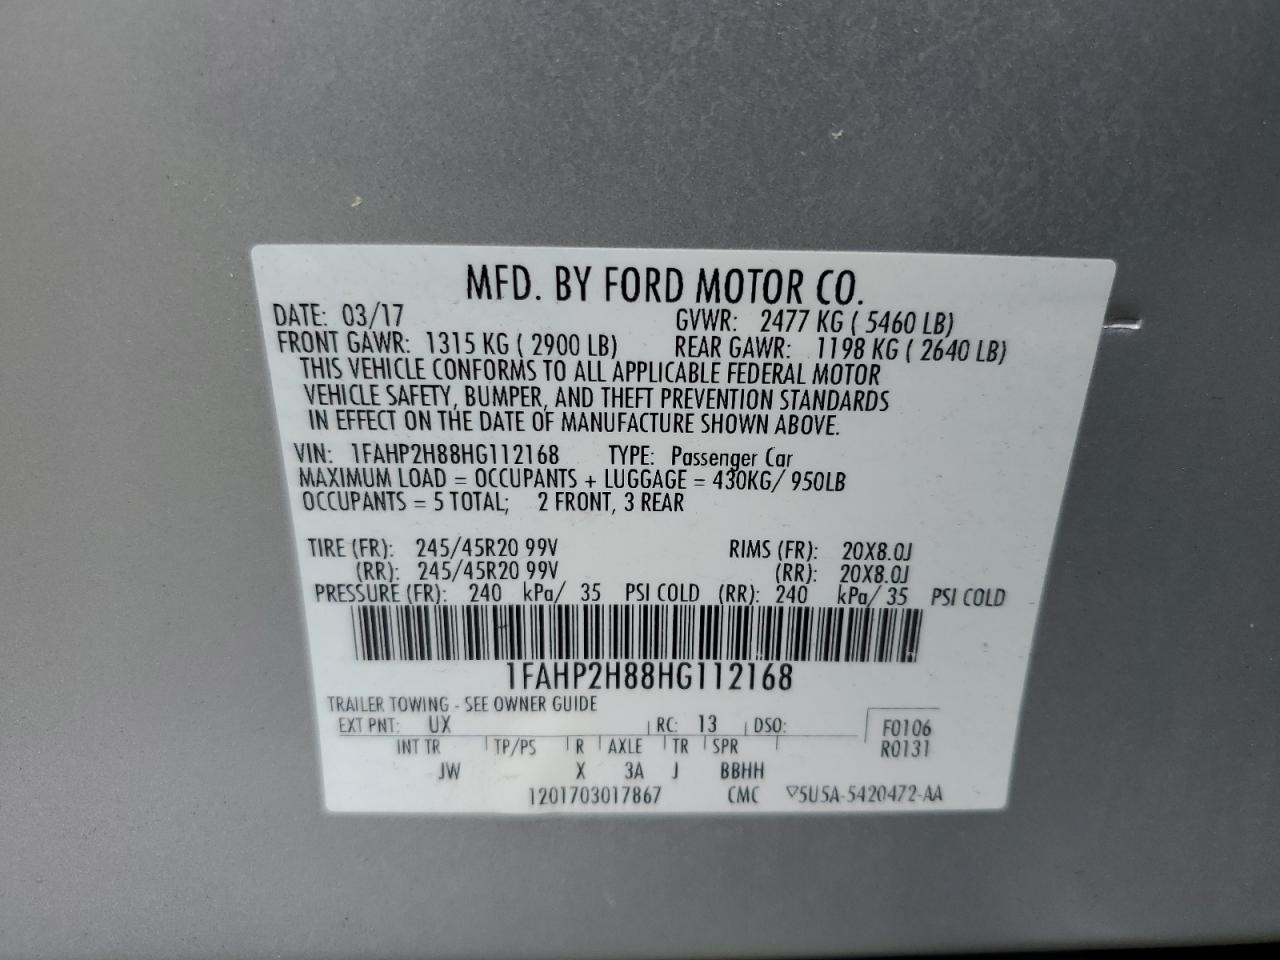 MFD. BY FORD MOTOR CO.
DATE: 03/17 GVWR: 2477 KG ( 5460 LB)
FRONT GAWR: 1315 KG ( 2900 LB) REAR GAWR: 1198 KG ( 2640 LB)
THIS VEHICLE CONFORMS TO ALL APPLICABLE FEDERAL MOTOR
VEHICLE SAFETY, BUMPER, AND THEFT PREVENTION STANDARDS
IN EFFECT ON THE DATE OF MANUFACTURE SHOWN ABOVE.
VIN: 1FAHP2H88HG112168 TYPE: Passenger Car
MAXIMUM LOAD = OCCUPANTS + LUGGAGE = 430KG/ 950LB
OCCUPANTS = 5 TOTAL; 2 FRONT, 3 REAR
TIRE (FR): 245/45R20 99V RIMS (FR): 20X8.0J
(RR): 245/45R20 99V (RR): 20X8.0J
PRESSURE (FR): 240 kPa/ 35 PSI COLD (RR): 240 kPa/ 35 PSI COLD
1FAHP2H88HG112168
TRAILER TOWING - SEE OWNER GUIDE
EXT PNT: UX RC: 13 DSO: F0106
INT TR TP/PS R AXLE TR SPR R0131
JW X 3A J BBHH
1201703017867 CMC ▽5U5A-5420472-AA